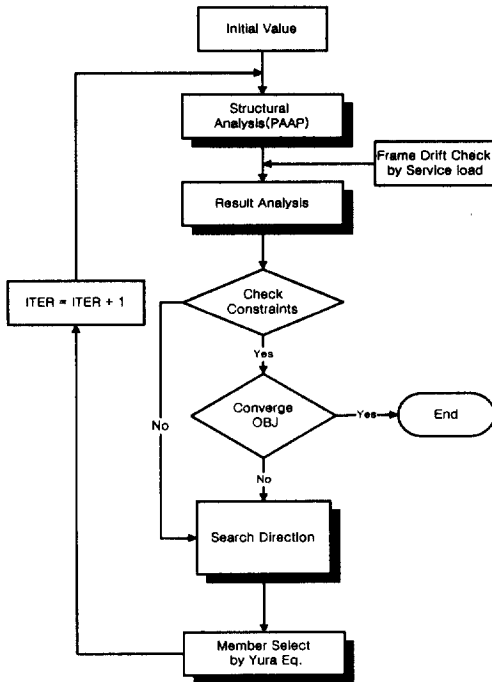 Initial Value
Structural
Analysis(PAAP)
Frame Drift Check
by Service load
Result Analysis
ITER = ITER + 1
Check
Constraints
Yes
Converge
OBJ
Yes
End
No
No
Search Direction
Member Select
by Yura Eq.